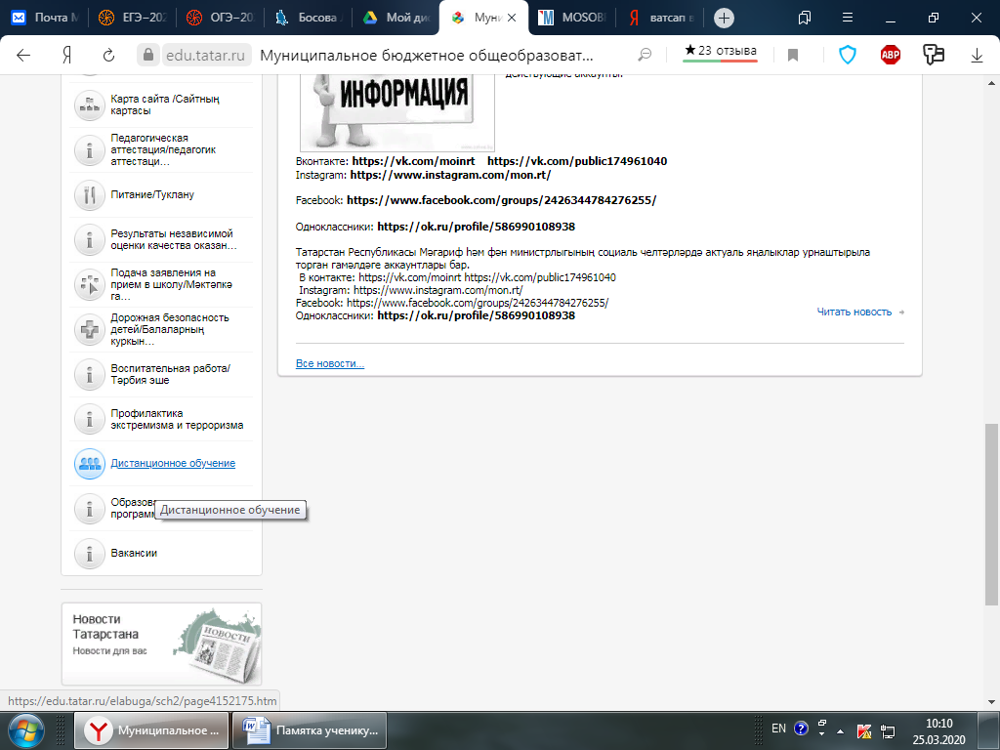 Почта М
ЕГЭ−202
ОГЭ−20
Босова Л
Мой дис
Муни
MOSOBR
ватсап в
edu.tatar.ru
Муниципальное бюджетное общеобразоват...
★ 23 отзыва
ABP
Карта сайта /Сайтның
картасы
Педагогическая
аттестация/педагогик
аттестаци…
Питание/Туклану
Результаты независимой
оценки качества оказан…
Подача заявления на
прием в школу/Мәктәпкә
га…
Дорожная безопасность
детей/Балаларның
куркын…
Воспитательная работа/
Тәрбия эше
Профилактика
экстремизма и терроризма
Дистанционное обучение
Образова
програм
Дистанционное обучение
Вакансии
Новости
Татарстана
Новости для вас
НОВОСТИ
действующие аккаунты.
ИНФОРМАЦИЯ
Вконтакте: https://vk.com/moinrt https://vk.com/public174961040
Instagram: https://www.instagram.com/mon.rt/
Facebook: https://www.facebook.com/groups/2426344784276255/
Одноклассники: https://ok.ru/profile/586990108938
Татарстан Республикасы Мәгариф һәм фән министрлыгының социаль челтәрләрдә актуаль яңалыклар урнаштырыла
торган гамәлдәге аккаунтлары бар.
В контакте: https://vk.com/moinrt https://vk.com/public174961040
Instagram: https://www.instagram.com/mon.rt/
Facebook: https://www.facebook.com/groups/2426344784276255/
Одноклассники: https://ok.ru/profile/586990108938
Читать новость
Все новости...
https://edu.tatar.ru/elabuga/sch2/page4152175.htm
Муниципальное ...
Памятка ученику...
EN
10:10
25.03.2020